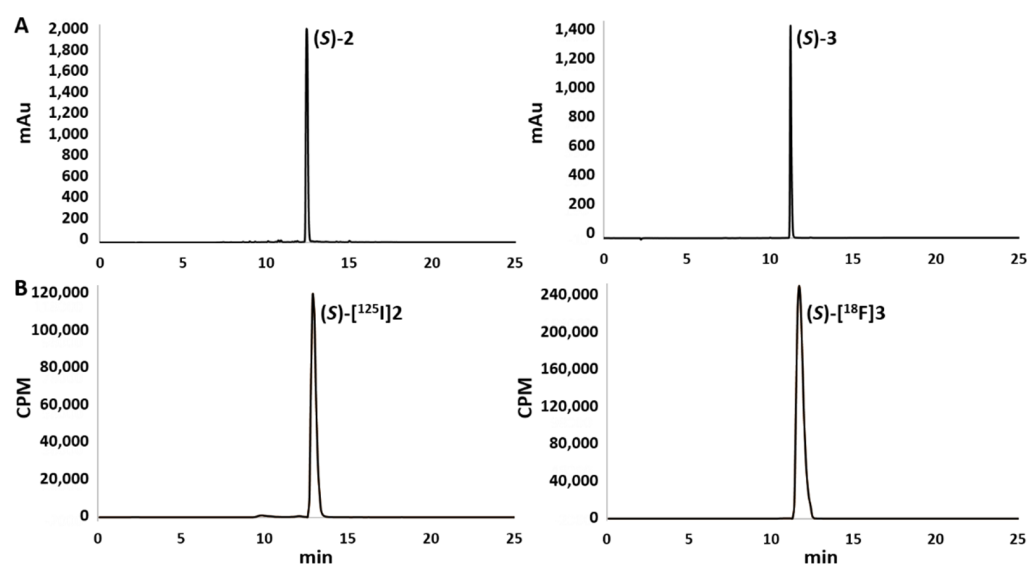 A
mAu
2,000
1,800
1,600
1,400
1,200
1,000
800
600
400
200
0
(S)-2
0 5 10 15 20 25
mAu
1,400
1,200
1,000
800
600
400
200
0
(S)-3
0 5 10 15 20 25
B
CPM
120,000
100,000
80,000
60,000
40,000
20,000
0
(S)-[¹²⁵I]2
0 5 10 15 20 25
min
CPM
240,000
200,000
160,000
120,000
80,000
40,000
0
(S)-[¹⁸F]3
0 5 10 15 20 25
min